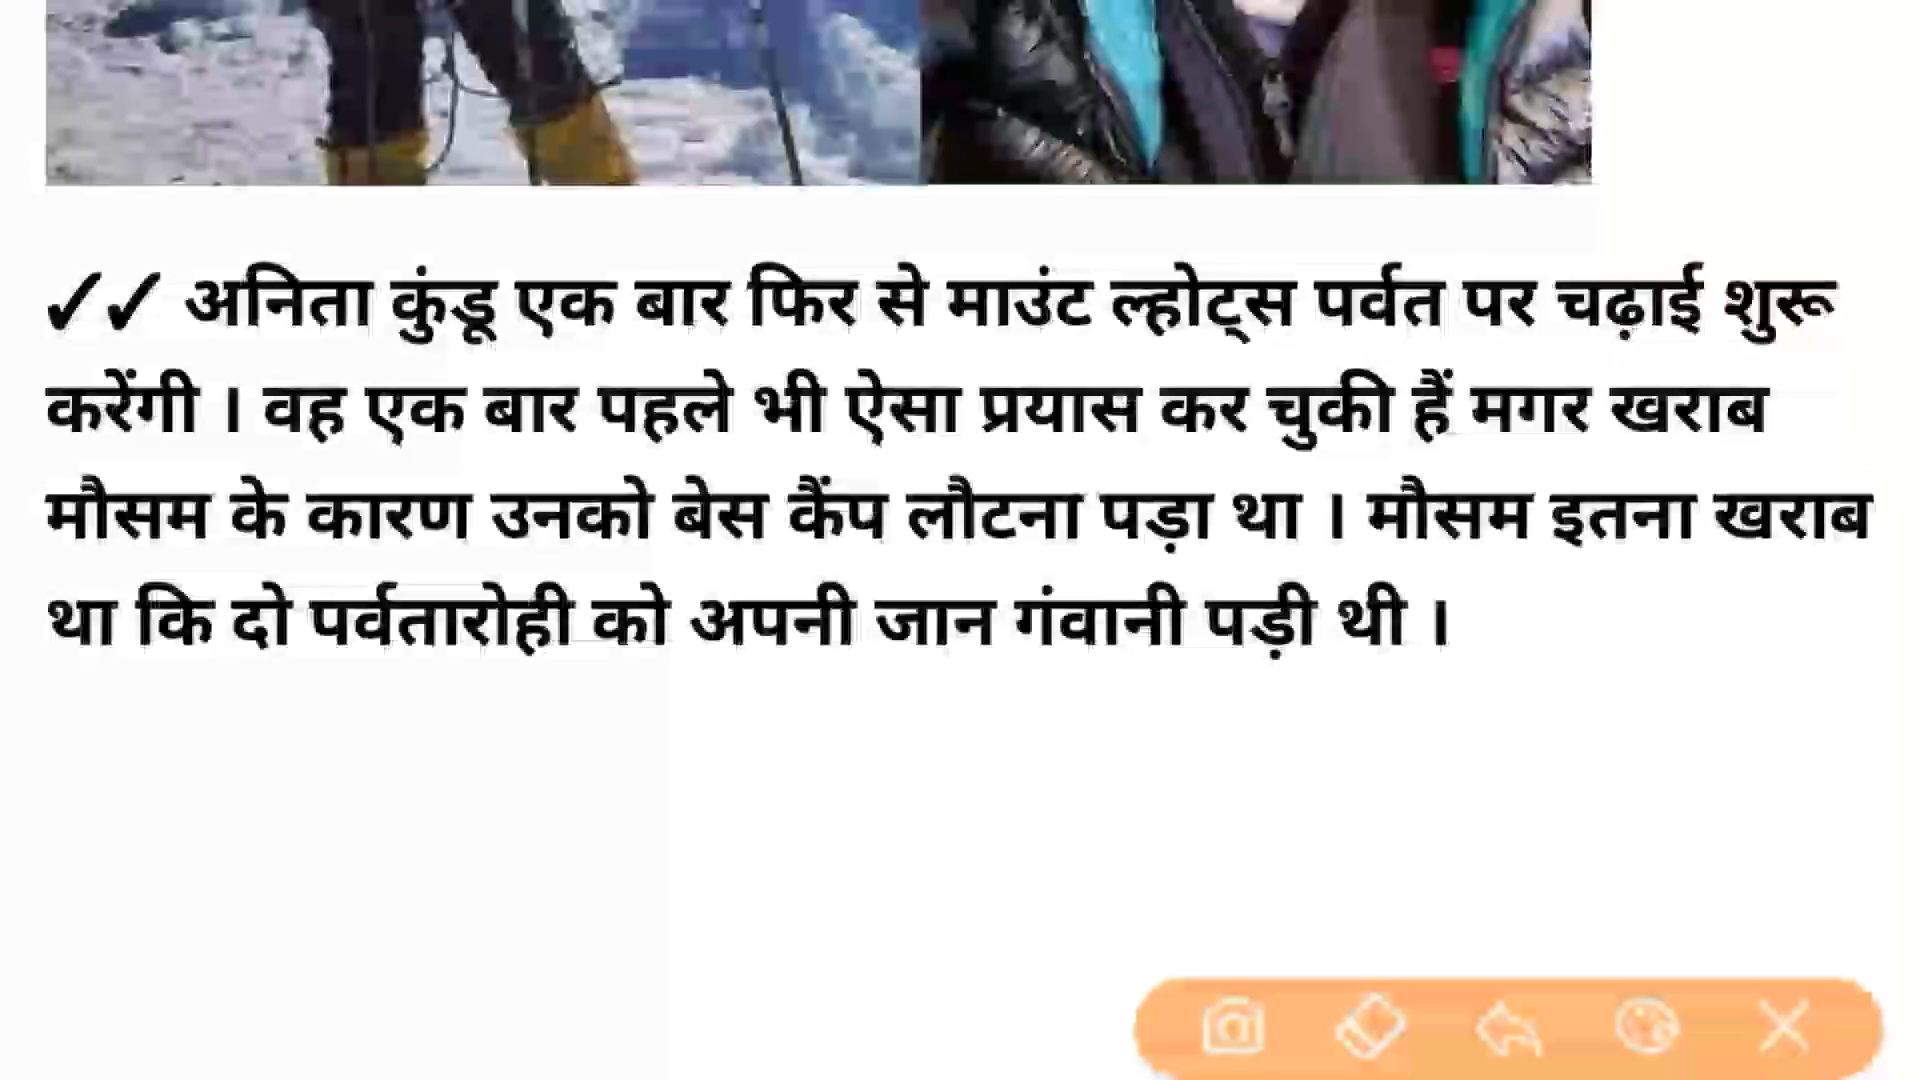 ✓✓ अनिता कुंडू एक बार फिर से माउंट ल्होट्स पर्वत पर चढ़ाई शुरू
करेंगी । वह एक बार पहले भी ऐसा प्रयास कर चुकी हैं मगर खराब
मौसम के कारण उनको बेस कैंप लौटना पड़ा था । मौसम इतना खराब
था कि दो पर्वतारोही को अपनी जान गंवानी पड़ी थी ।